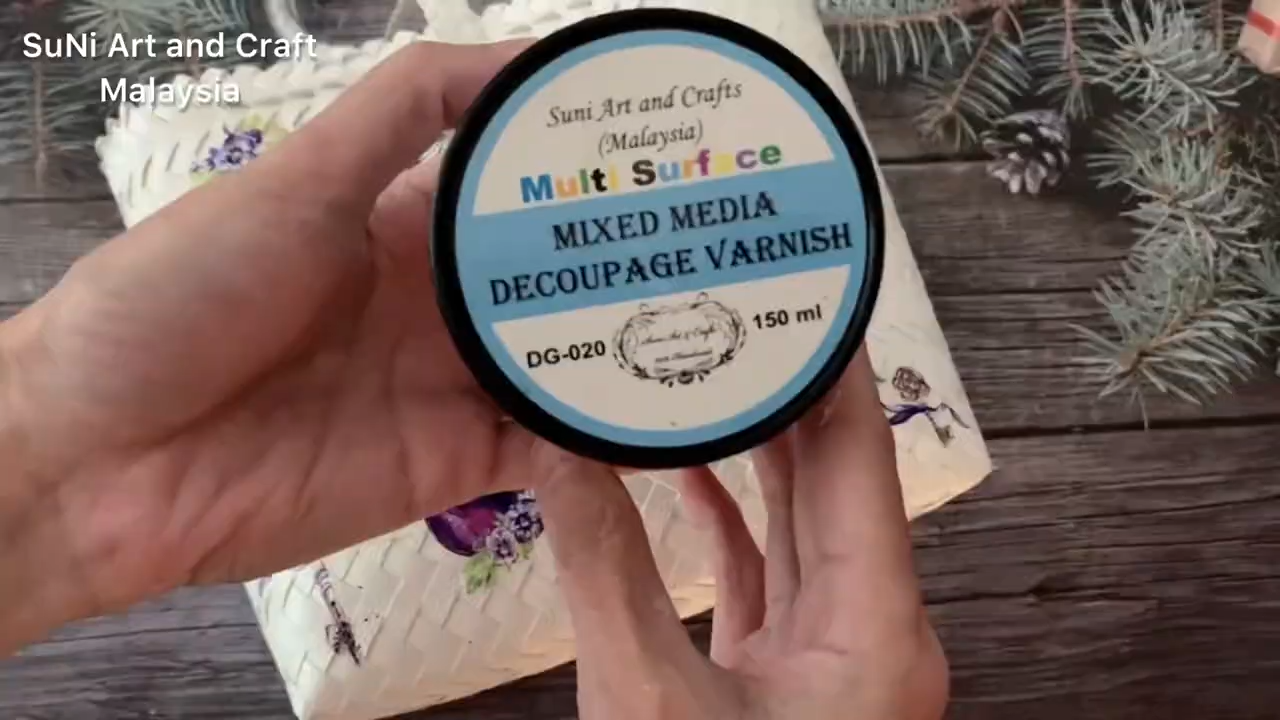 SuNi Art and Craft
Malaysia
Suni Art and Crafts
(Malaysia)
Multi Surface
MIXED MEDIA
DECOUPAGE VARNISH
DG-020
150 ml